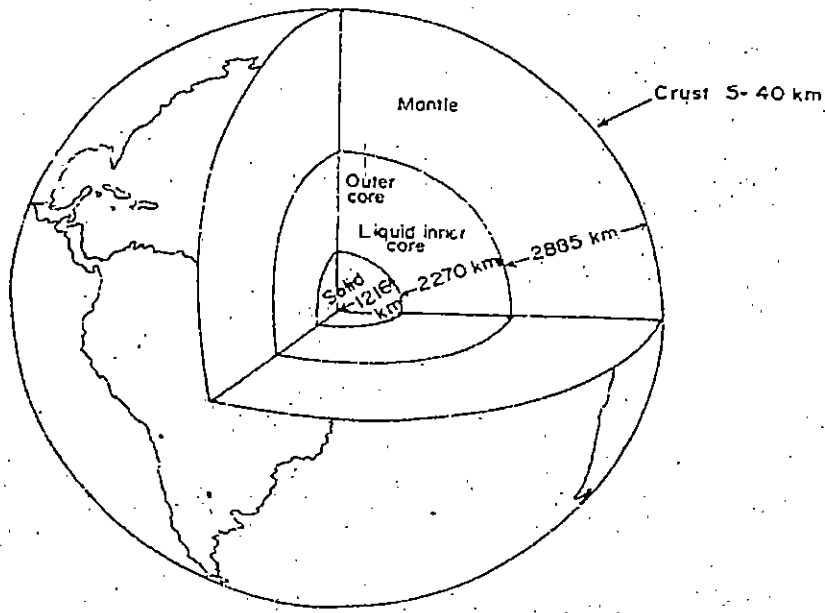 Mantle
Crust 5-40 km
Outer
core
Liquid inner
core
2885 km
2270 km
Solid
1216
km